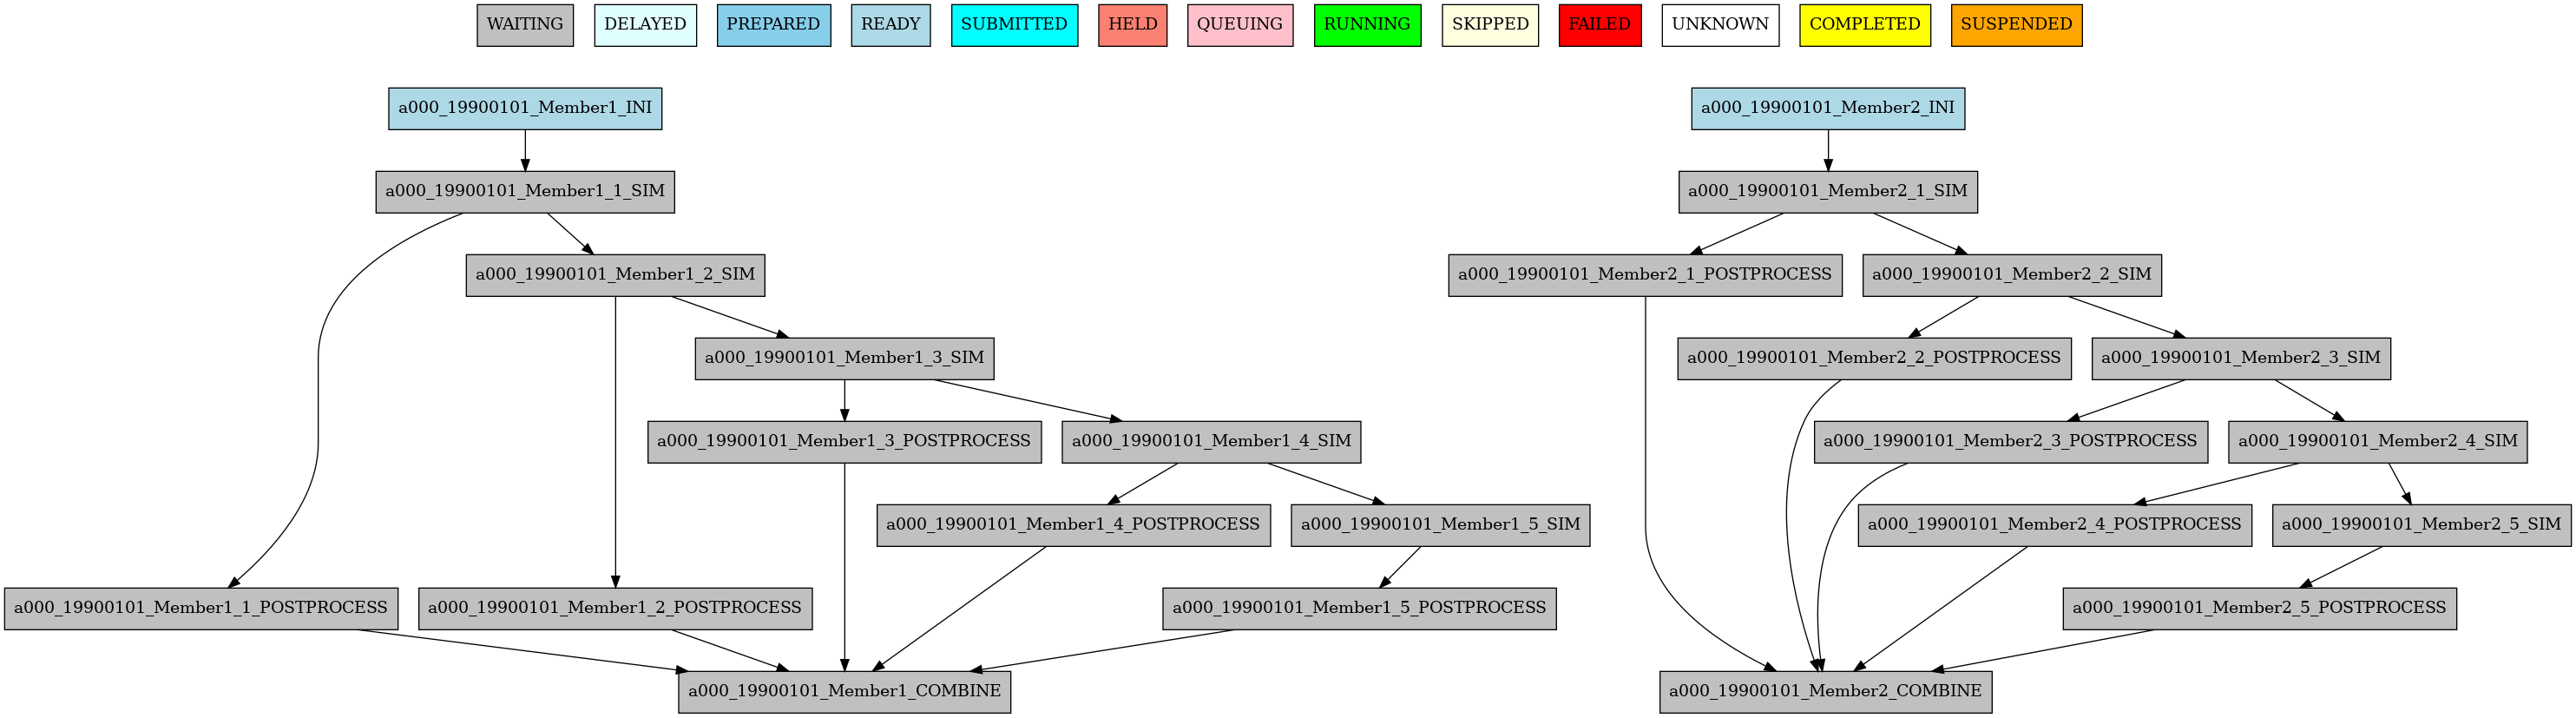 WAITING
DELAYED
PREPARED
READY
SUBMITTED
HELD
QUEUING
RUNNING
SKIPPED
FAILED
UNKNOWN
COMPLETED
SUSPENDED
a000_19900101_Member1_INI
a000_19900101_Member2_INI
a000_19900101_Member1_1_SIM
a000_19900101_Member2_1_SIM
a000_19900101_Member1_2_SIM
a000_19900101_Member2_1_POSTPROCESS
a000_19900101_Member2_2_SIM
a000_19900101_Member1_3_SIM
a000_19900101_Member2_2_POSTPROCESS
a000_19900101_Member2_3_SIM
a000_19900101_Member1_3_POSTPROCESS
a000_19900101_Member1_4_SIM
a000_19900101_Member2_3_POSTPROCESS
a000_19900101_Member2_4_SIM
a000_19900101_Member1_4_POSTPROCESS
a000_19900101_Member1_5_SIM
a000_19900101_Member2_4_POSTPROCESS
a000_19900101_Member2_5_SIM
a000_19900101_Member1_1_POSTPROCESS
a000_19900101_Member1_2_POSTPROCESS
a000_19900101_Member1_5_POSTPROCESS
a000_19900101_Member2_5_POSTPROCESS
a000_19900101_Member1_COMBINE
a000_19900101_Member2_COMBINE